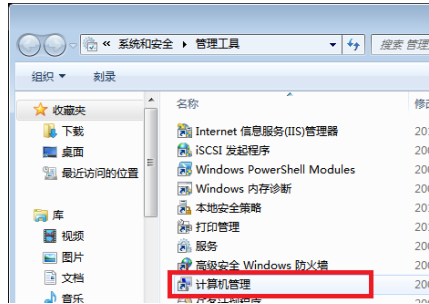 « 系统和安全 ▸ 管理工具
搜索 管理
组织 ▼ 刻录
收藏夹
下载
桌面
最近访问的位置
库
视频
图片
文档
音乐
名称
Internet 信息服务(IIS)管理器
iSCSI 发起程序
Windows PowerShell Modules
Windows 内存诊断
本地安全策略
打印管理
服务
高级安全 Windows 防火墙
计算机管理